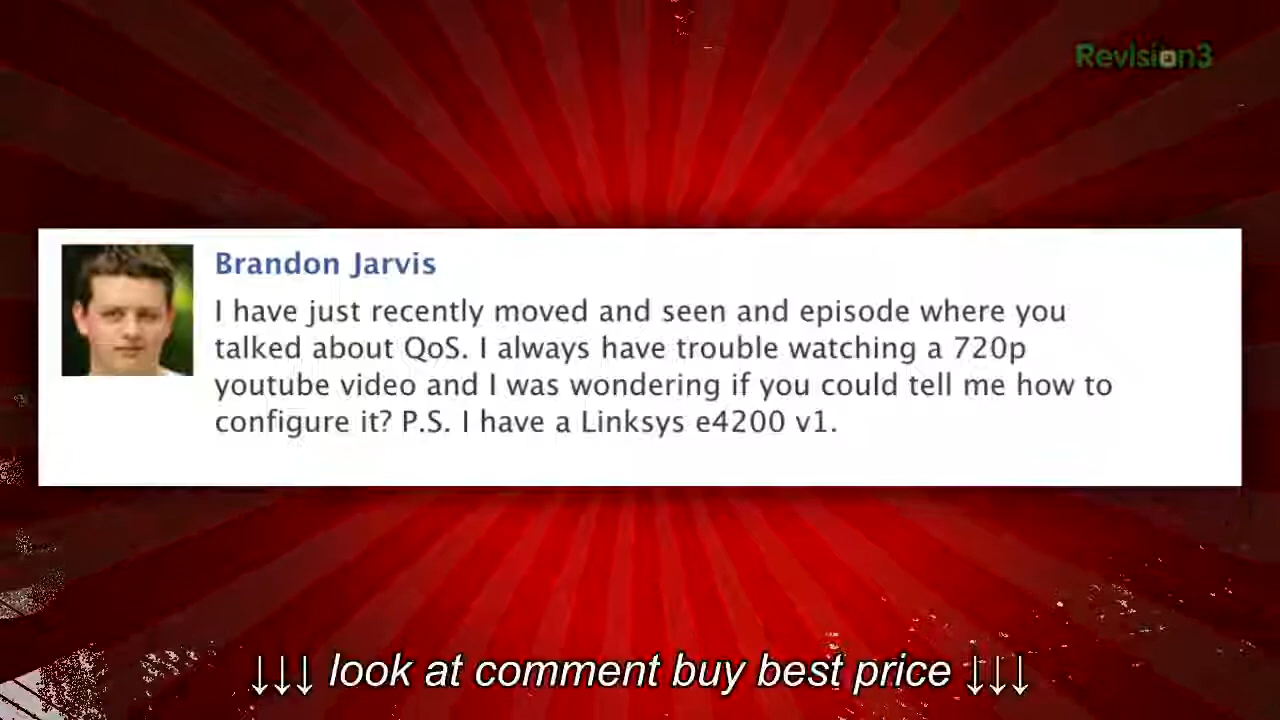 Revision3
Brandon Jarvis
I have just recently moved and seen and episode where you
talked about QoS. I always have trouble watching a 720p
youtube video and I was wondering if you could tell me how to
configure it? P.S. I have a Linksys e4200 v1.
↓↓↓ look at comment buy best price ↓↓↓